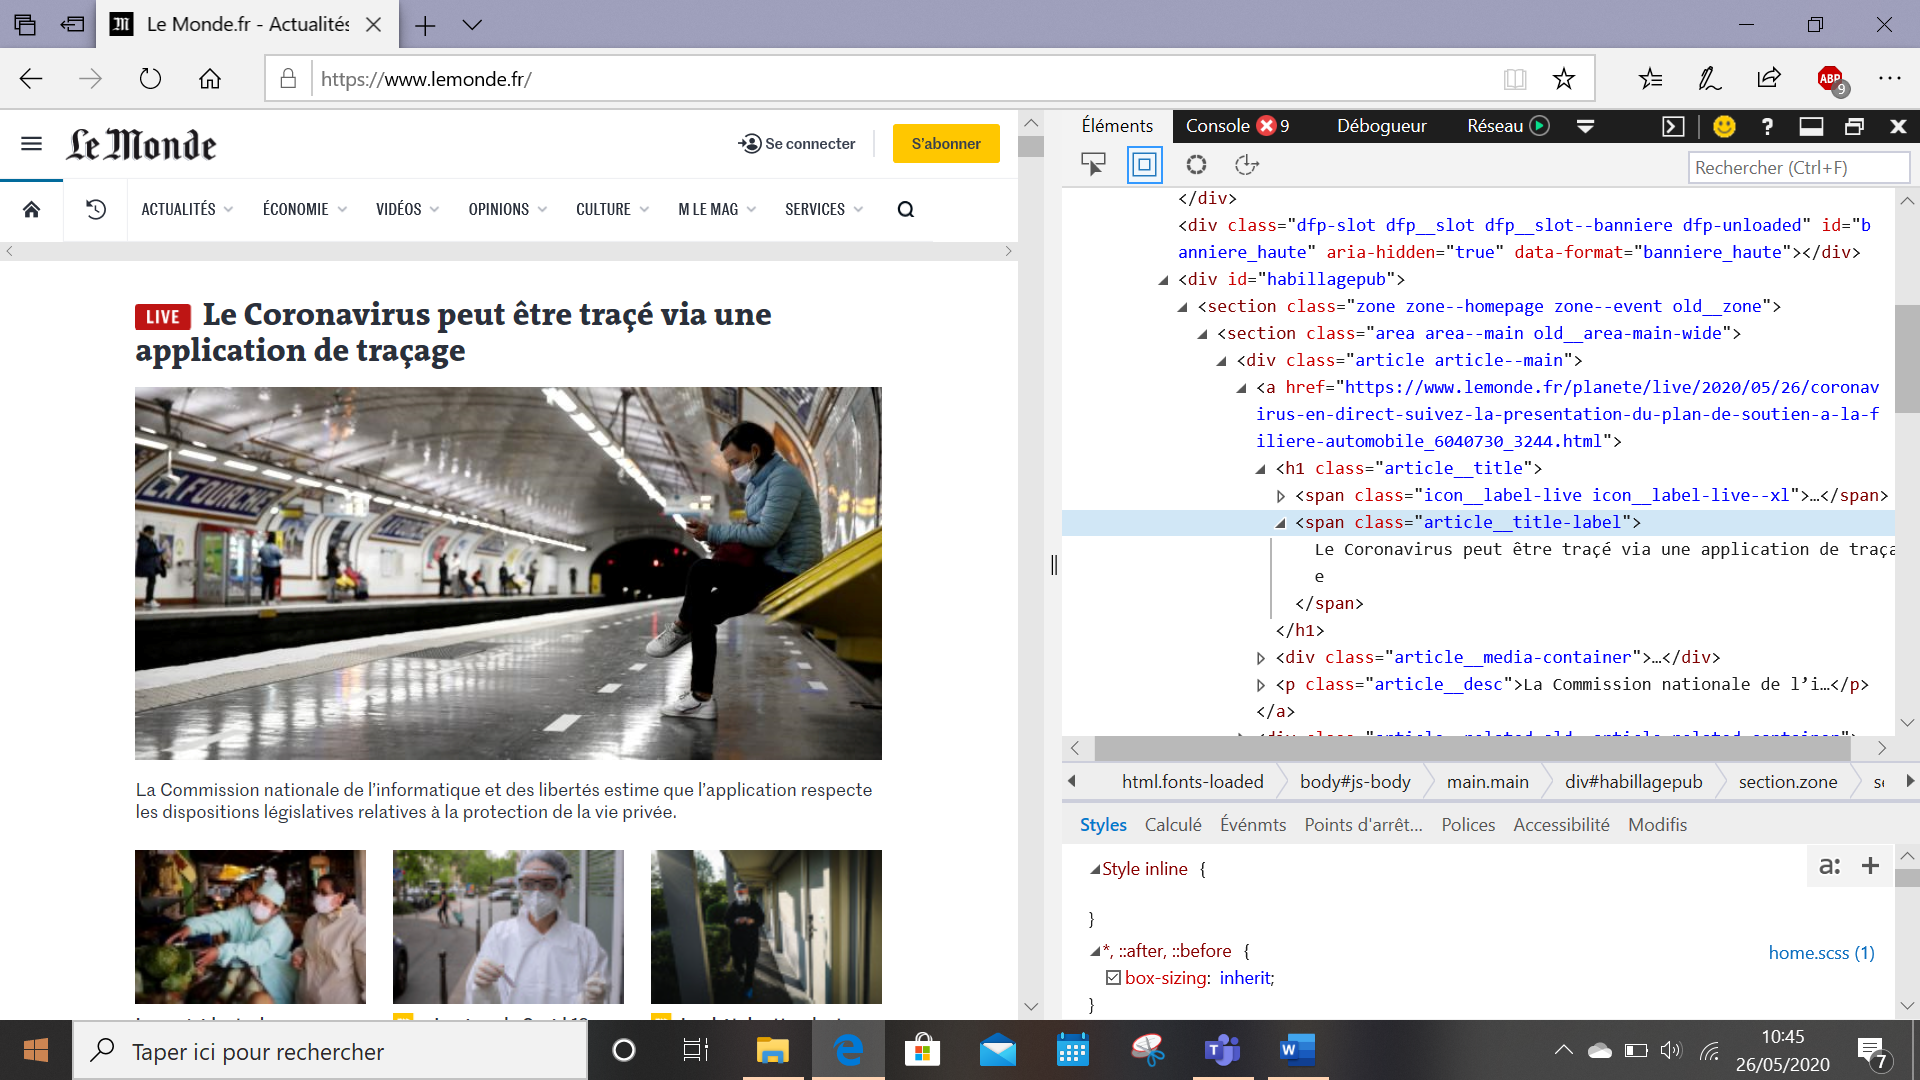 Le Monde.fr - Actualités
https://www.lemonde.fr/
ABP
9
Le Monde
Se connecter
S'abonner
ACTUALITÉS
ÉCONOMIE
VIDÉOS
OPINIONS
CULTURE
M LE MAG
SERVICES
LIVE Le Coronavirus peut être traçé via une
application de traçage
LA FOURCHE
La Commission nationale de l'informatique et des libertés estime que l'application respecte
les dispositions législatives relatives à la protection de la vie privée.
Éléments
Console 9
Débogueur
Réseau
Rechercher (Ctrl+F)
</div>
<div class="dfp-slot dfp__slot dfp__slot--banniere dfp-unloaded" id="b
anniere_haute" aria-hidden="true" data-format="banniere_haute"></div>
<div id="habillagepub">
<section class="zone zone--homepage zone--event old__zone">
<section class="area area--main old__area-main-wide">
<div class="article article--main">
<a href="https://www.lemonde.fr/planete/live/2020/05/26/coronav
irus-en-direct-suivez-la-presentation-du-plan-de-soutien-a-la-f
iliere-automobile_6040730_3244.html">
<h1 class="article__title">
<span class="icon__label-live icon__label-live--xl">…</span>
<span class="article__title-label">
Le Coronavirus peut être traçé via une application de traça
e
</span>
</h1>
<div class="article__media-container">…</div>
<p class="article__desc">La Commission nationale de l’i…</p>
</a>
html.fonts-loaded
body#js-body
main.main
div#habillagepub
section.zone
Styles
Calculé
Événmts
Points d'arrêt...
Polices
Accessibilité
Modifis
Style inline {
a:
}
*, ::after, ::before {
home.scss (1)
box-sizing: inherit;
}
Taper ici pour rechercher
10:45
26/05/2020
7